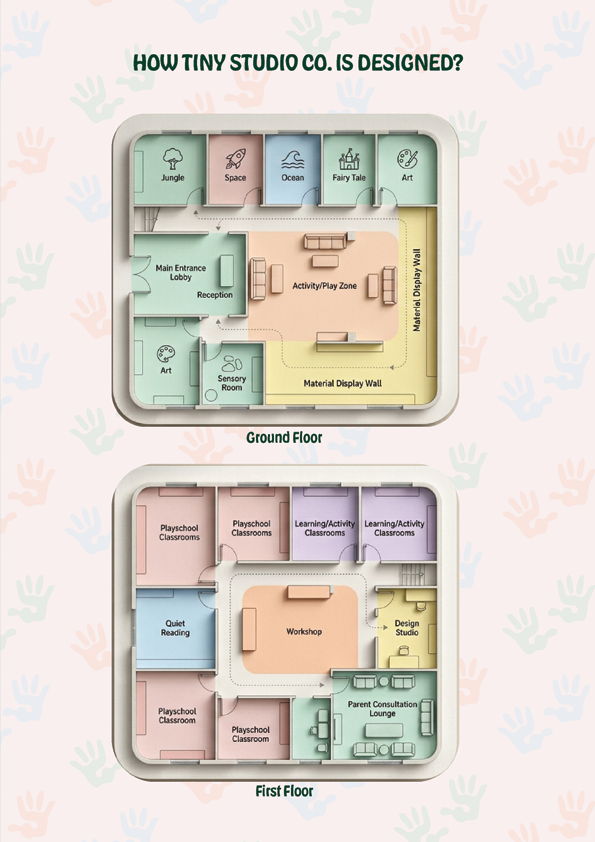 HOW TINY STUDIO CO. IS DESIGNED?
Jungle
Space
Ocean
Fairy Tale
Art
Main Entrance
Lobby
Reception
Activity/Play Zone
Material Display Wall
Art
Sensory
Room
Material Display Wall
Ground Floor
Playschool
Classrooms
Playschool
Classrooms
Learning/Activity
Classrooms
Learning/Activity
Classrooms
Quiet
Reading
Workshop
Design
Studio
Playschool
Classroom
Playschool
Classroom
Parent Consultation
Lounge
First Floor